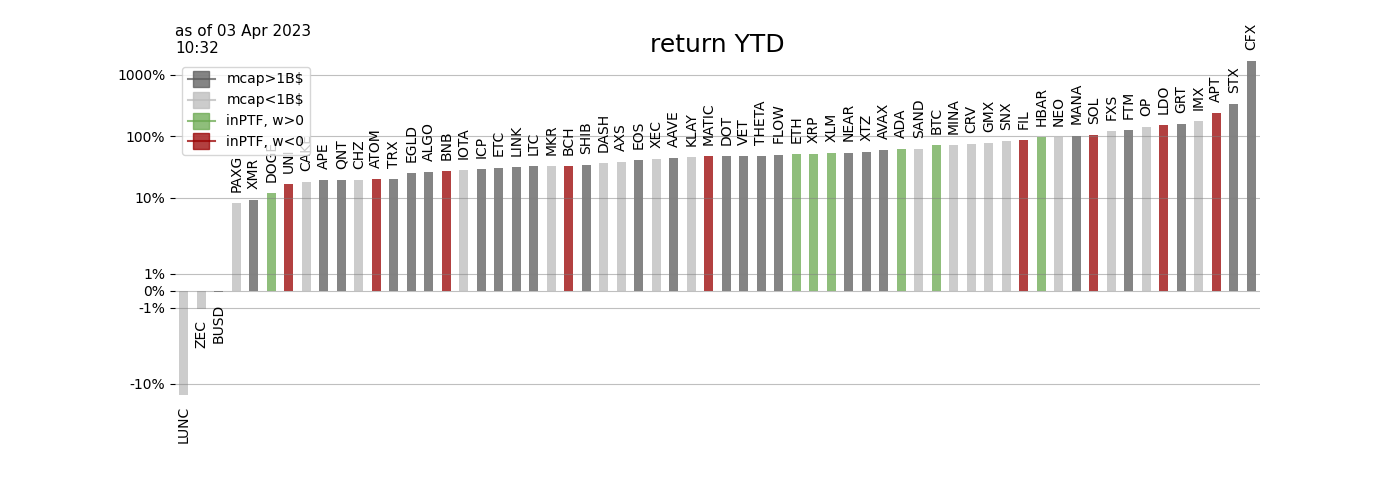 as of 03 Apr 2023
10:32
return YTD
1000%
100%
10%
1%
0%
-1%
-10%
mcap>1B$
mcap<1B$
inPTF, w>0
inPTF, w<0
LUNC
ZEC
BUSD
PAXG
XMR
DOGE
UNI
CAKE
APE
QNT
CHZ
ATOM
TRX
EGLD
ALGO
BNB
IOTA
ICP
ETC
LINK
LTC
MKR
BCH
SHIB
DASH
AXS
EOS
XEC
AAVE
KLAY
MATIC
DOT
VET
THETA
FLOW
ETH
XRP
XLM
NEAR
XTZ
AVAX
ADA
SAND
BTC
MINA
CRV
GMX
SNX
FIL
HBAR
NEO
MANA
SOL
FXS
FTM
OP
LDO
GRT
IMX
APT
STX
CFX